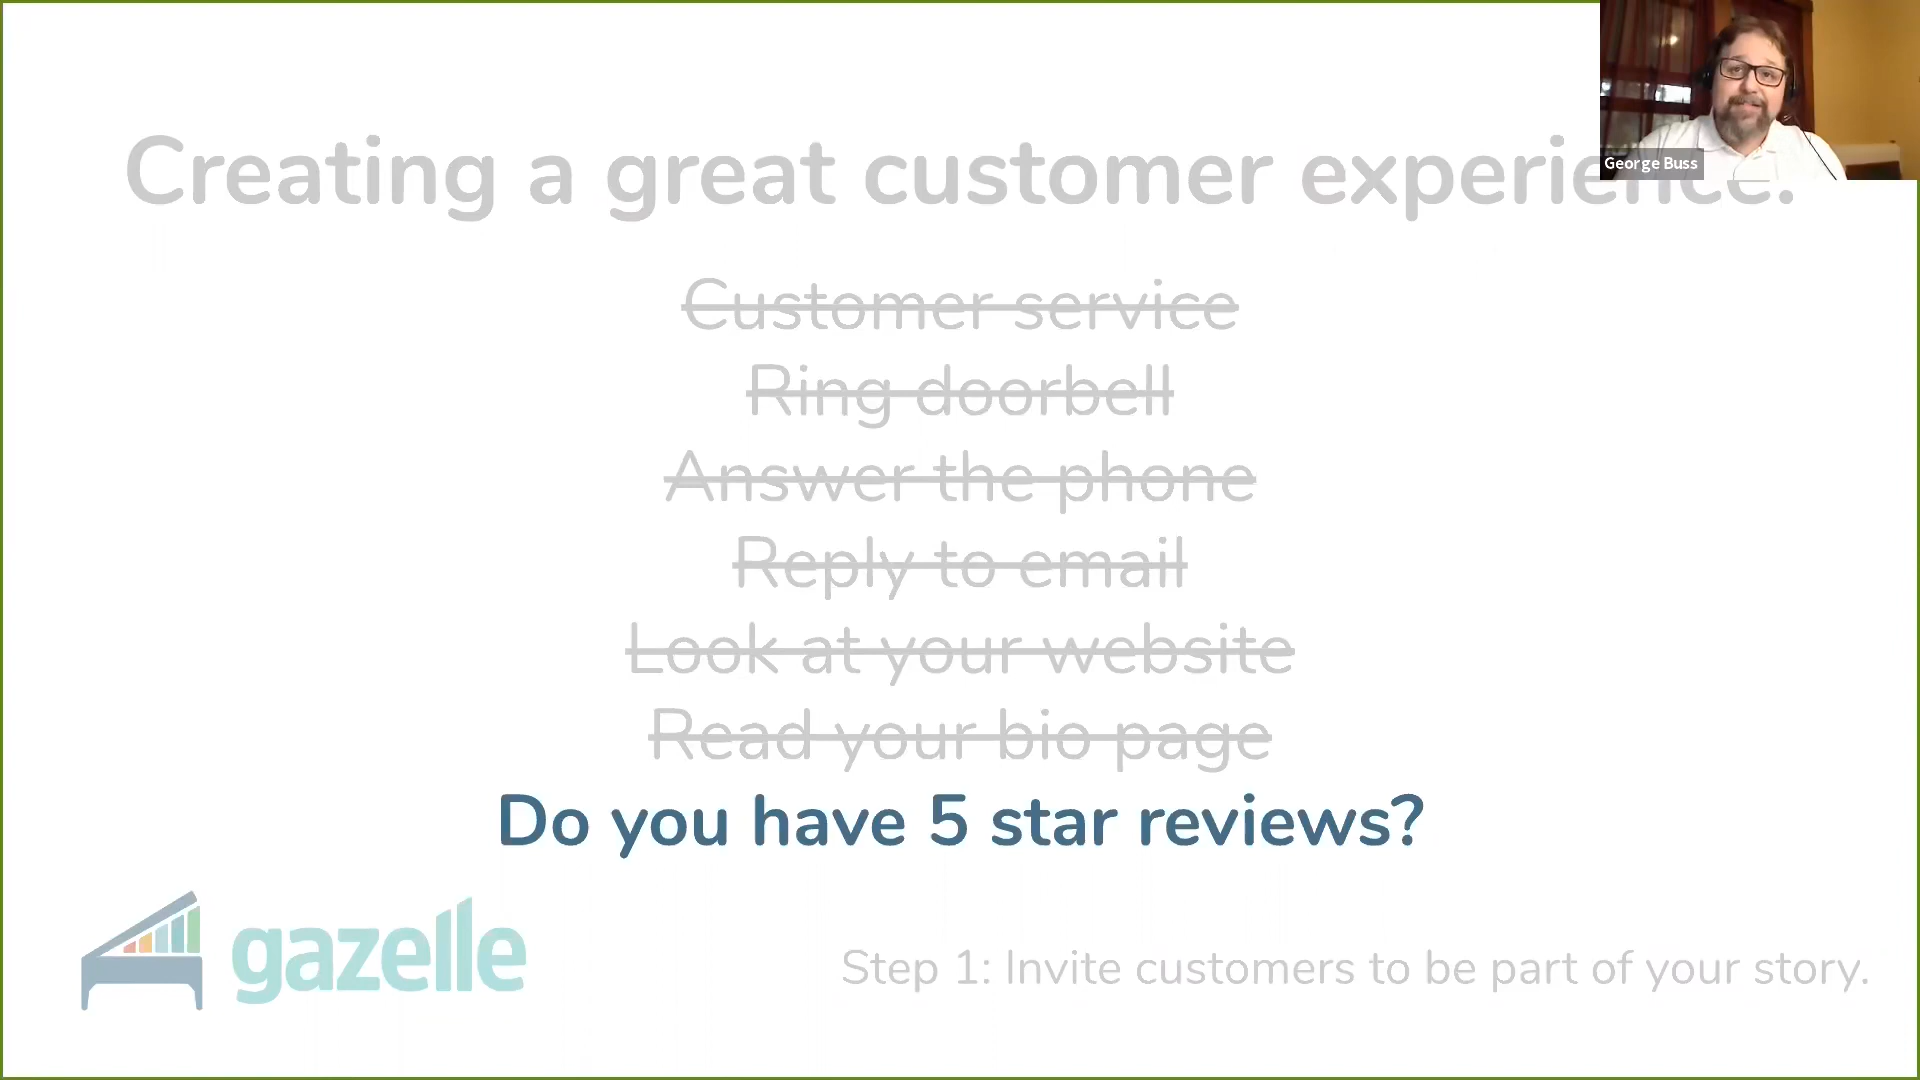 Creating a great customer experience.
George Buss
Customer service
Ring doorbell
Answer the phone
Reply to email
Look at your website
Read your bio page
Do you have 5 star reviews?
gazelle
Step 1: Invite customers to be part of your story.